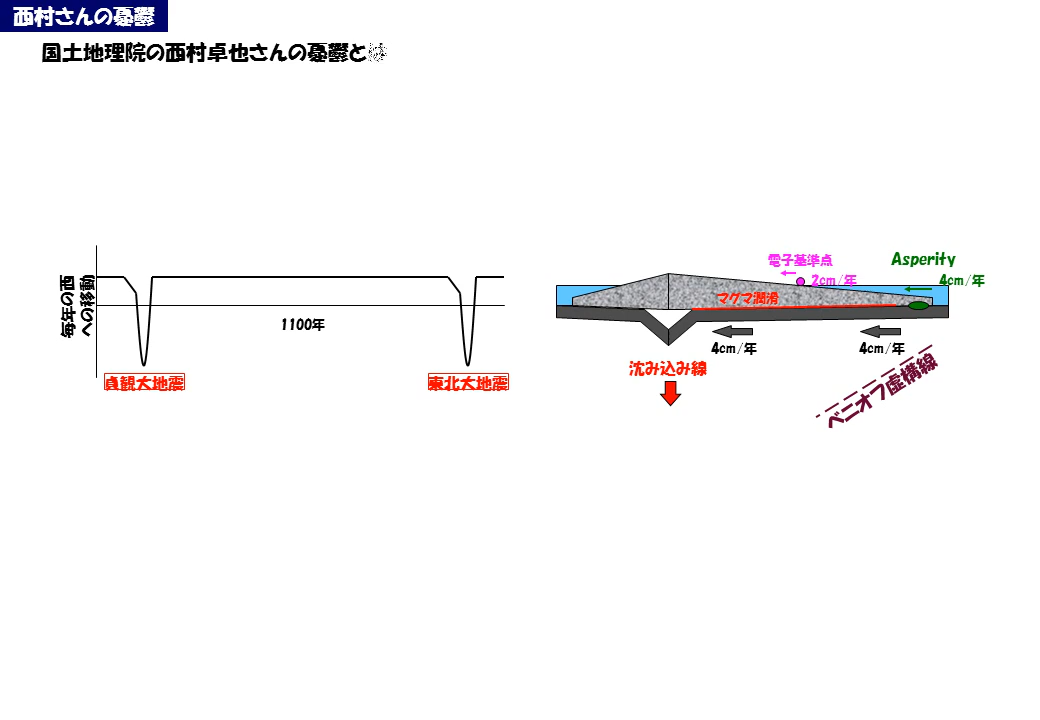 西村さんの憂鬱
国土地理院の西村卓也さんの憂鬱と
毎年の西
への移動
1100年
貞観大地震
東北大地震
電子基準点
2cm/年
Asperity
4cm/年
マグマ潤滑
4cm/年
4cm/年
沈み込み線
ベニオフ虚構線